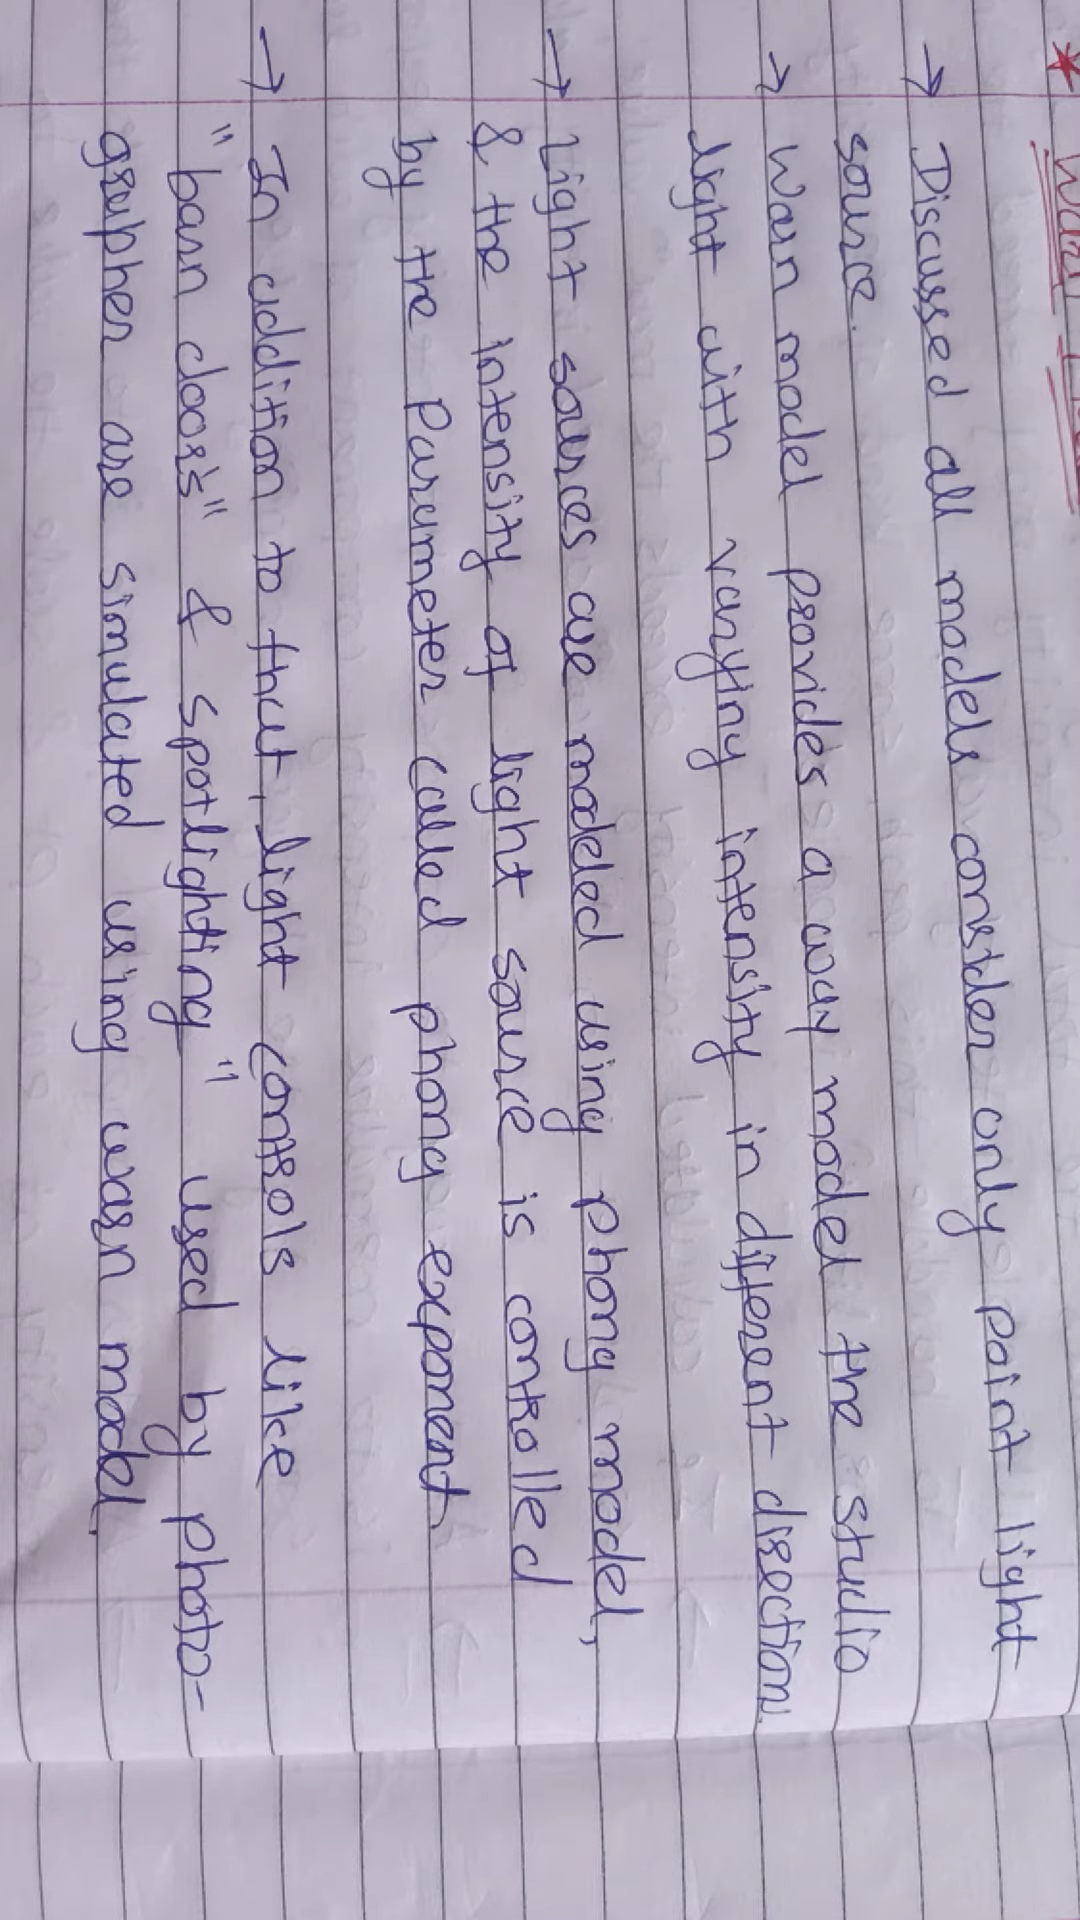 → Discussed all models consider only point light
source.
→ Warn model provides a way model the studio
light with varying intensity in different direction.
→ Light sources are modeled using phong model,
& the intensity of light source is controlled
by the Parameter called phong exponent.
→ In addition to that, light controls like
"barn door's" & spotlighting" used by photo-
grapher are simulated using warn model.